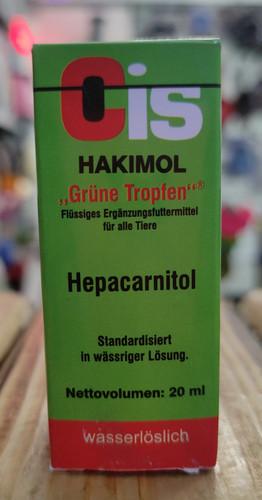 Cis
HAKIMOL
„Grüne Tropfen“®
Flüssiges Ergänzungsfuttermittel
für alle Tiere
Hepacarnitol
Standardisiert
in wässriger Lösung.
Nettovolumen: 20 ml
wasserlöslich